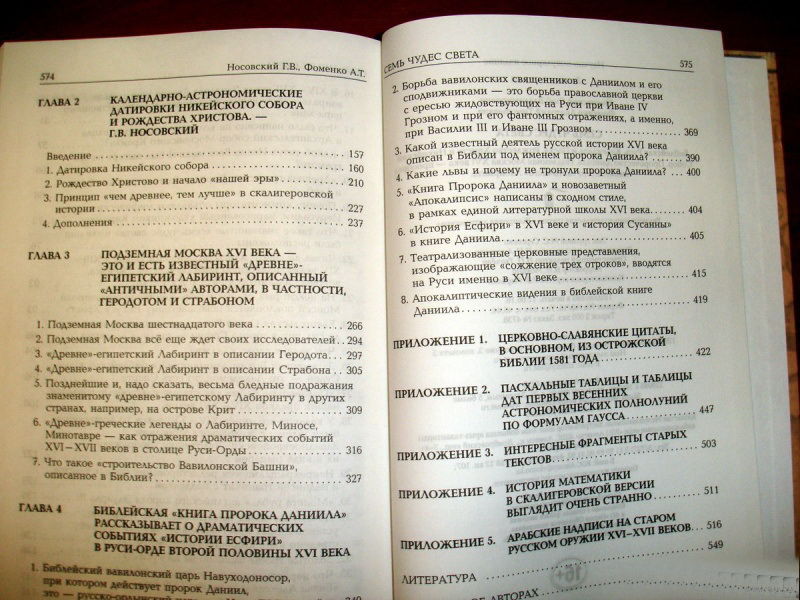 574
Носовский Г.В., Фоменко А.Т.
ГЛАВА 2 КАЛЕНДАРНО-АСТРОНОМИЧЕСКИЕ
ДАТИРОВКИ НИКЕЙСКОГО СОБОРА
И РОЖДЕСТВА ХРИСТОВА. —
Г.В. НОСОВСКИЙ
Введение 157
1. Датировка Никейского собора 160
2. Рождество Христово и начало «нашей эры» 210
3. Принцип «чем древнее, тем лучше» в скалигеровской
истории 227
4. Дополнения 237
ГЛАВА 3 ПОДЗЕМНАЯ МОСКВА XVI ВЕКА —
ЭТО И ЕСТЬ ИЗВЕСТНЫЙ «ДРЕВНЕ»-
ЕГИПЕТСКИЙ ЛАБИРИНТ, ОПИСАННЫЙ
«АНТИЧНЫМИ» АВТОРАМИ, В ЧАСТНОСТИ,
ГЕРОДОТОМ И СТРАБОНОМ
1. Подземная Москва шестнадцатого века 266
2. Подземная Москва всё еще ждет своих исследователей 294
3. «Древне»-египетский Лабиринт в описании Геродота 297
4. «Древне»-египетский Лабиринт в описании Страбона 305
5. Позднейшие и, надо сказать, весьма бледные подражания
знаменитому «древне»-египетскому Лабиринту в других
странах, например, на острове Крит 309
6. «Древне»-греческие легенды о Лабиринте, Миносе,
Минотавре — как отражения драматических событий
XVI–XVII веков в столице Руси-Орды 316
7. Что такое «строительство Вавилонской Башни»,
описанное в Библии? 327
ГЛАВА 4 БИБЛЕЙСКАЯ «КНИГА ПРОРОКА ДАНИИЛА»
РАССКАЗЫВАЕТ О ДРАМАТИЧЕСКИХ
СОБЫТИЯХ «ИСТОРИИ ЕСФИРИ»
В РУСИ-ОРДЕ ВТОРОЙ ПОЛОВИНЫ XVI ВЕКА
1. Библейский вавилонский царь Навуходоносор,
при котором действует пророк Даниил,
СЕМЬ ЧУДЕС СВЕТА
575
2. Борьба вавилонских священников с Даниилом и его
сподвижниками — это борьба православной церкви
с ересью жидовствующих на Руси при Иване IV
Грозном и при его фантомных отражениях, а именно,
при Василии III и Иване III Грозном 369
3. Какой известный деятель русской истории XVI века
описан в Библии под именем пророка Даниила? 390
4. Какие львы и почему не тронули пророка Даниила? 400
5. «Книга Пророка Даниила» и новозаветный
«Апокалипсис» написаны в сходном стиле,
в рамках единой литературной школы XVI века. 404
6. «История Есфири» в XVI веке и «история Сусанны»
в книге Даниила. 405
7. Театрализованные церковные представления,
изображающие «сожжение трех отроков», вводятся
на Руси именно в XVI веке 415
8. Апокалиптические видения в библейской книге
Даниила 419
ПРИЛОЖЕНИЕ 1. ЦЕРКОВНО-СЛАВЯНСКИЕ ЦИТАТЫ,
В ОСНОВНОМ, ИЗ ОСТРОЖСКОЙ
БИБЛИИ 1581 ГОДА 422
ПРИЛОЖЕНИЕ 2. ПАСХАЛЬНЫЕ ТАБЛИЦЫ И ТАБЛИЦЫ
ДАТ ПЕРВЫХ ВЕСЕННИХ
АСТРОНОМИЧЕСКИХ ПОЛНОЛУНИЙ
ПО ФОРМУЛАМ ГАУССА 447
ПРИЛОЖЕНИЕ 3. ИНТЕРЕСНЫЕ ФРАГМЕНТЫ СТАРЫХ
ТЕКСТОВ 503
ПРИЛОЖЕНИЕ 4. ИСТОРИЯ МАТЕМАТИКИ
В СКАЛИГЕРОВСКОЙ ВЕРСИИ
ВЫГЛЯДИТ ОЧЕНЬ СТРАННО 511
ПРИЛОЖЕНИЕ 5. АРАБСКИЕ НАДПИСИ НА СТАРОМ
РУССКОМ ОРУЖИИ XVI–XVII ВЕКОВ 516
ЛИТЕРАТУРА 549
АВТОРАХ